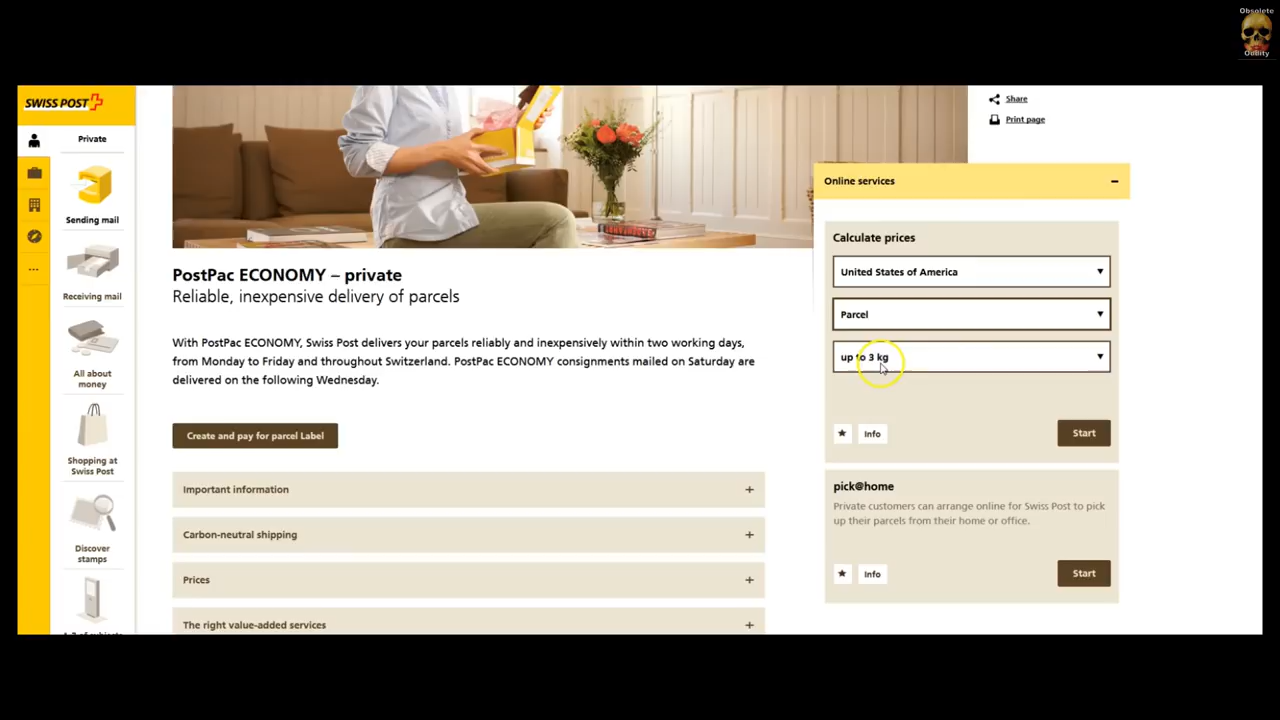 Obsolete
Oddity
SWISS POST
Private
Sending mail
Receiving mail
All about
money
Shopping at
Swiss Post
Discover
stamps
Share
Print page
Online services
Calculate prices
United States of America
Parcel
up to 3 kg
Info
Start
pick@home
Private customers can arrange online for Swiss Post to pick
up their parcels from their home or office.
Info
Start
PostPac ECONOMY – private
Reliable, inexpensive delivery of parcels
With PostPac ECONOMY, Swiss Post delivers your parcels reliably and inexpensively within two working days,
from Monday to Friday and throughout Switzerland. PostPac ECONOMY consignments mailed on Saturday are
delivered on the following Wednesday.
Create and pay for parcel Label
Important information
Carbon-neutral shipping
Prices
The right value-added services